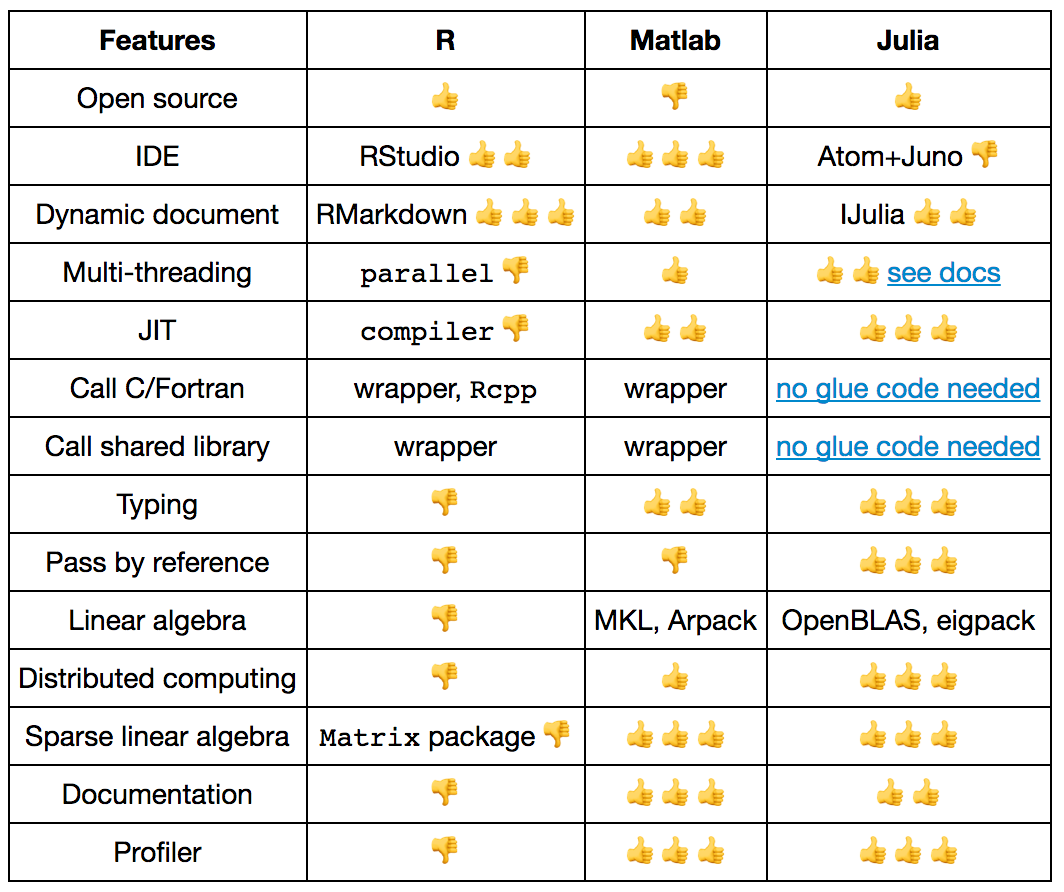 Features R Matlab Julia
Open source 👍 👎 👍
IDE RStudio 👍 👍 👍 👍 👍 Atom+Juno 👎
Dynamic document RMarkdown 👍 👍 👍 👍 👍 IJulia 👍 👍
Multi-threading parallel 👎 👍 👍 👍 see docs
JIT compiler 👎 👍 👍 👍 👍 👍
Call C/Fortran wrapper, Rcpp wrapper no glue code needed
Call shared library wrapper wrapper no glue code needed
Typing 👎 👍 👍 👍 👍 👍
Pass by reference 👎 👎 👍 👍 👍
Linear algebra 👎 MKL, Arpack OpenBLAS, eigpack
Distributed computing 👎 👍 👍 👍 👍
Sparse linear algebra Matrix package 👎 👍 👍 👍 👍 👍 👍
Documentation 👎 👍 👍 👍 👍 👍
Profiler 👎 👍 👍 👍 👍 👍 👍